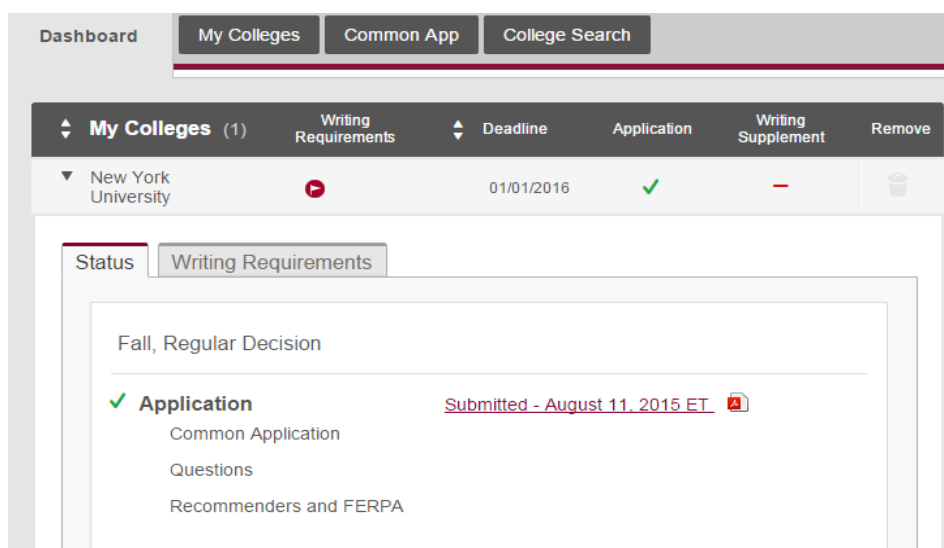 Dashboard
My Colleges
Common App
College Search
My Colleges (1)
Writing
Requirements
Deadline
Application
Writing
Supplement
Remove
New York
University
01/01/2016
Status
Writing Requirements
Fall, Regular Decision
Application
Submitted - August 11, 2015 ET
Common Application
Questions
Recommenders and FERPA